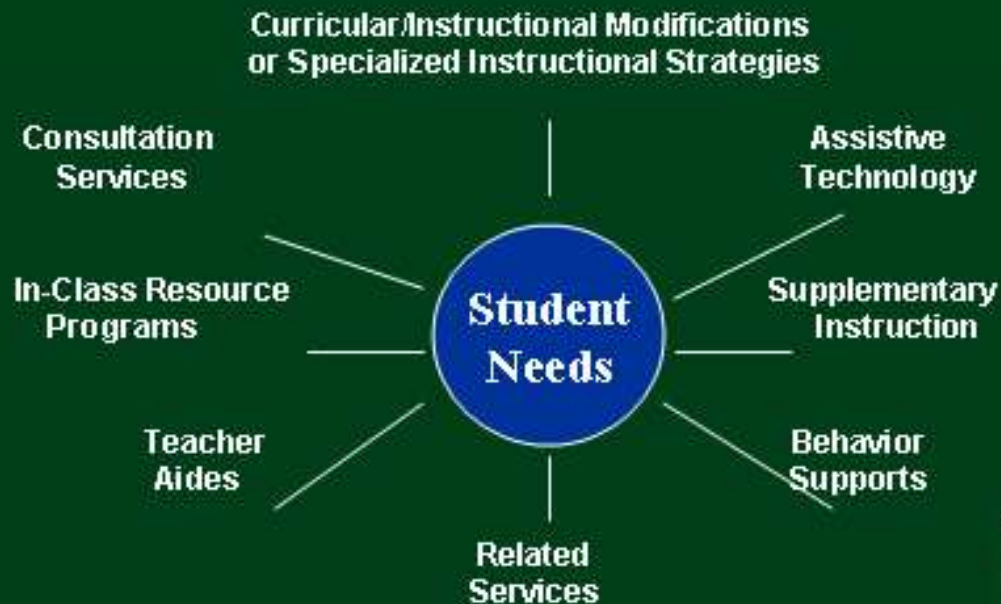 Curricular/Instructional Modifications
or Specialized Instructional Strategies
Consultation
Services
Assistive
Technology
In-Class Resource
Programs
Student
Needs
Supplementary
Instruction
Teacher
Aides
Behavior
Supports
Related
Services